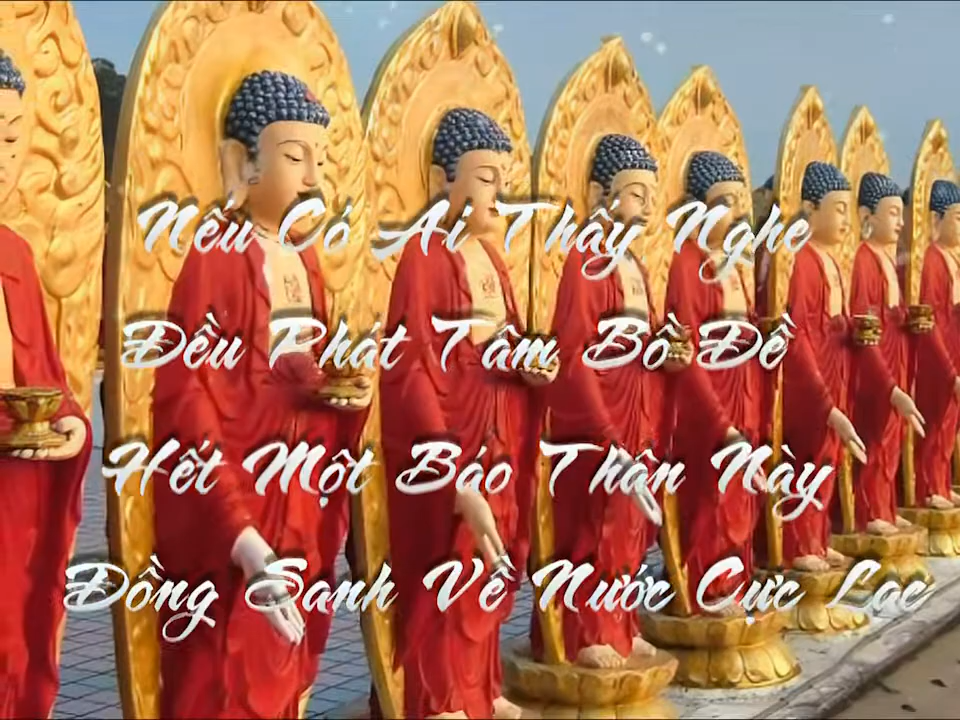 Nếu Có Ai Thấy Nghe
Đều Phát Tâm Bồ Đề
Hết Một Báo Thân Này
Đồng Sanh Về Nước Cực Lạc